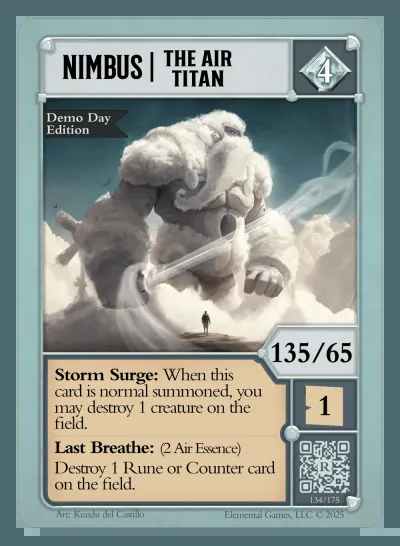 NIMBUS | THE AIR
TITAN
4
Demo Day
Edition
135/65
Storm Surge: When this
card is normal summoned, you
may destroy 1 creature on the
field.
1
Last Breathe: (2 Air Essence)
Destroy 1 Rune or Counter card
on the field.
R
134/175
Art: Kundu del Castillo
Elemental Games, LLC © 2025